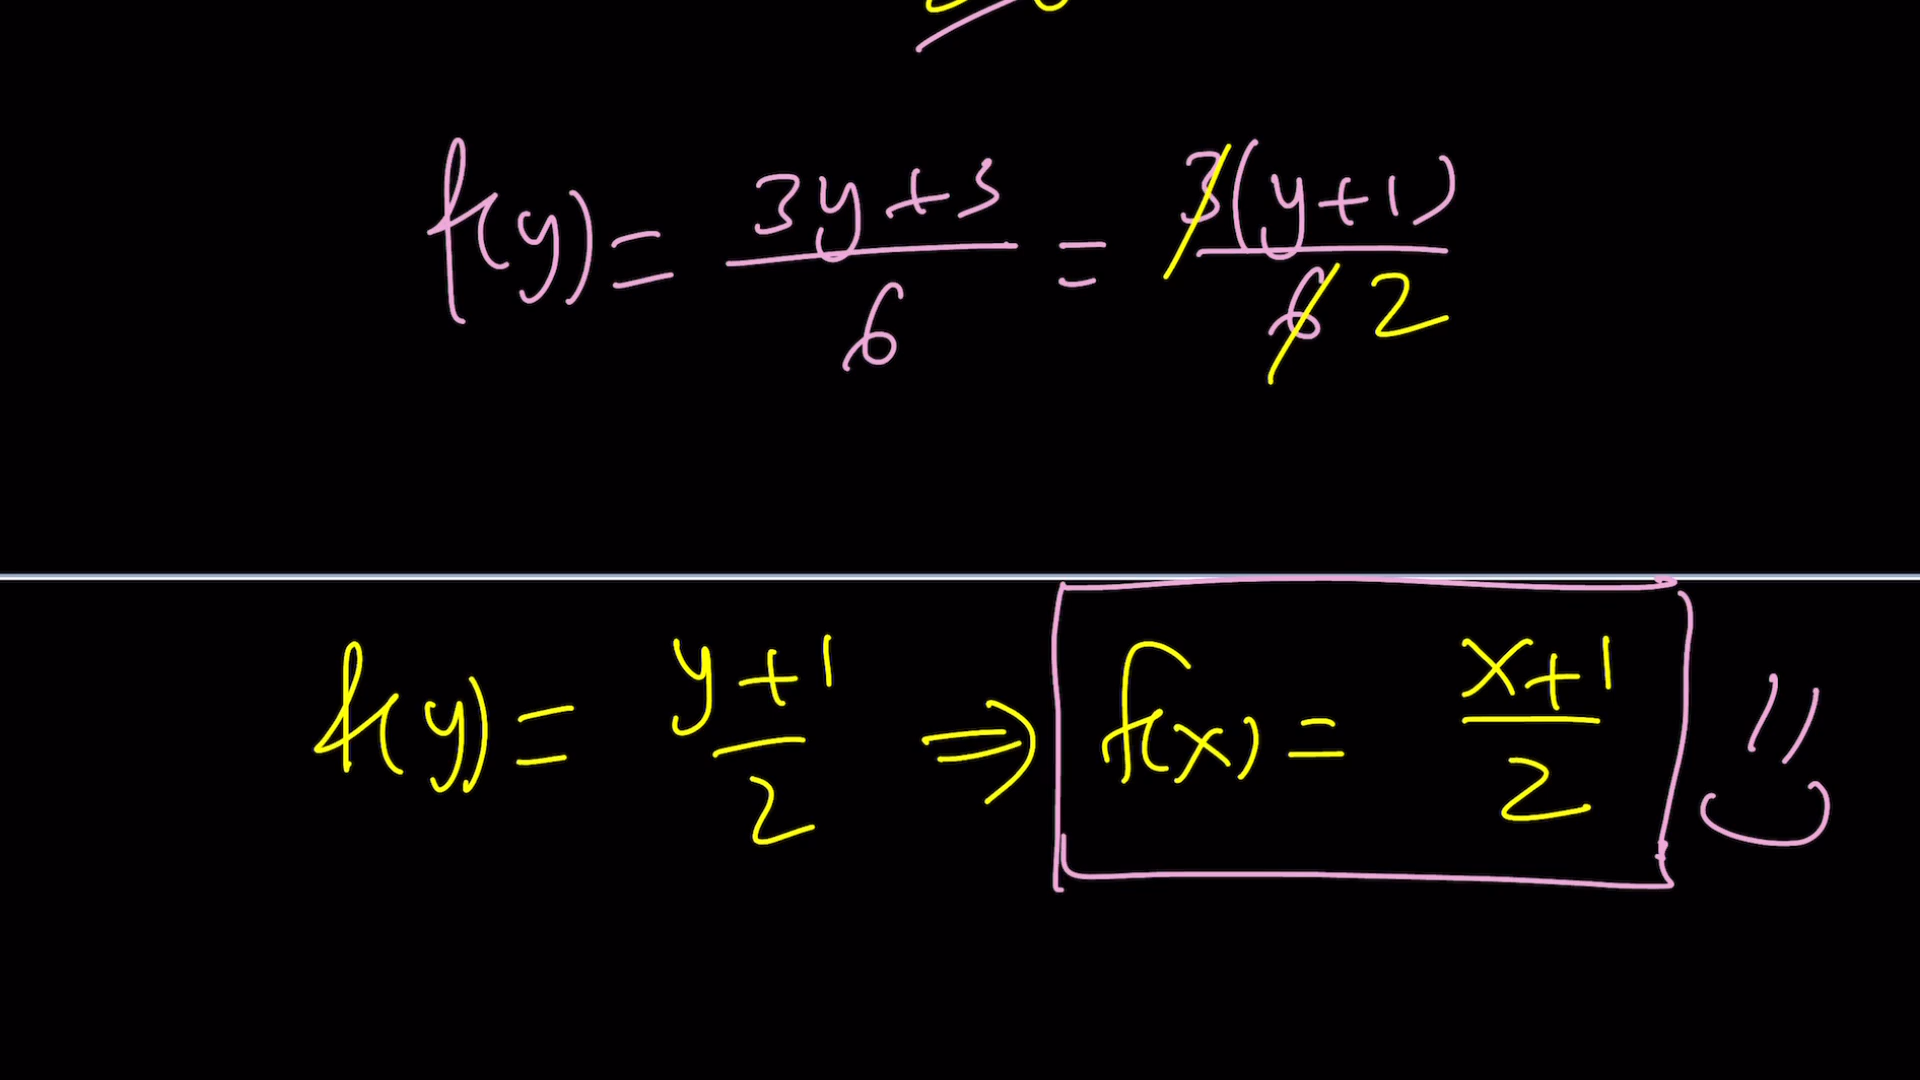 f(y) = (3y+3)/6 = 3(y+1)/6 2
f(y) = (y+1)/2 ⇒ f(x) = (x+1)/2